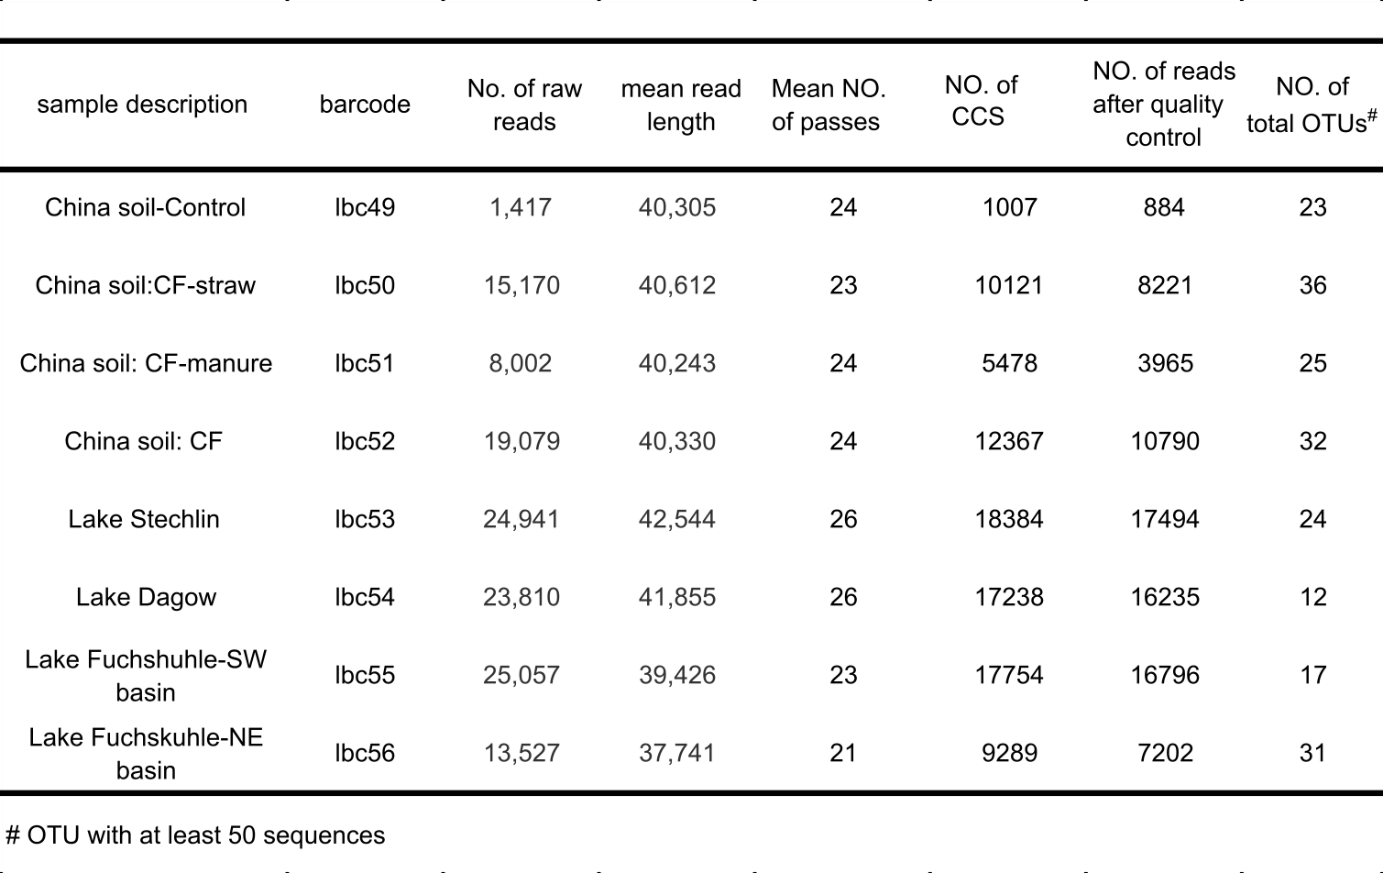 sample description barcode No. of raw reads mean read length Mean NO. of passes NO. of CCS NO. of reads after quality control NO. of total OTUs#
China soil-Control lbc49 1,417 40,305 24 1007 884 23
China soil:CF-straw lbc50 15,170 40,612 23 10121 8221 36
China soil: CF-manure lbc51 8,002 40,243 24 5478 3965 25
China soil: CF lbc52 19,079 40,330 24 12367 10790 32
Lake Stechlin lbc53 24,941 42,544 26 18384 17494 24
Lake Dagow lbc54 23,810 41,855 26 17238 16235 12
Lake Fuchshuhle-SW basin lbc55 25,057 39,426 23 17754 16796 17
Lake Fuchskuhle-NE basin lbc56 13,527 37,741 21 9289 7202 31
# OTU with at least 50 sequences